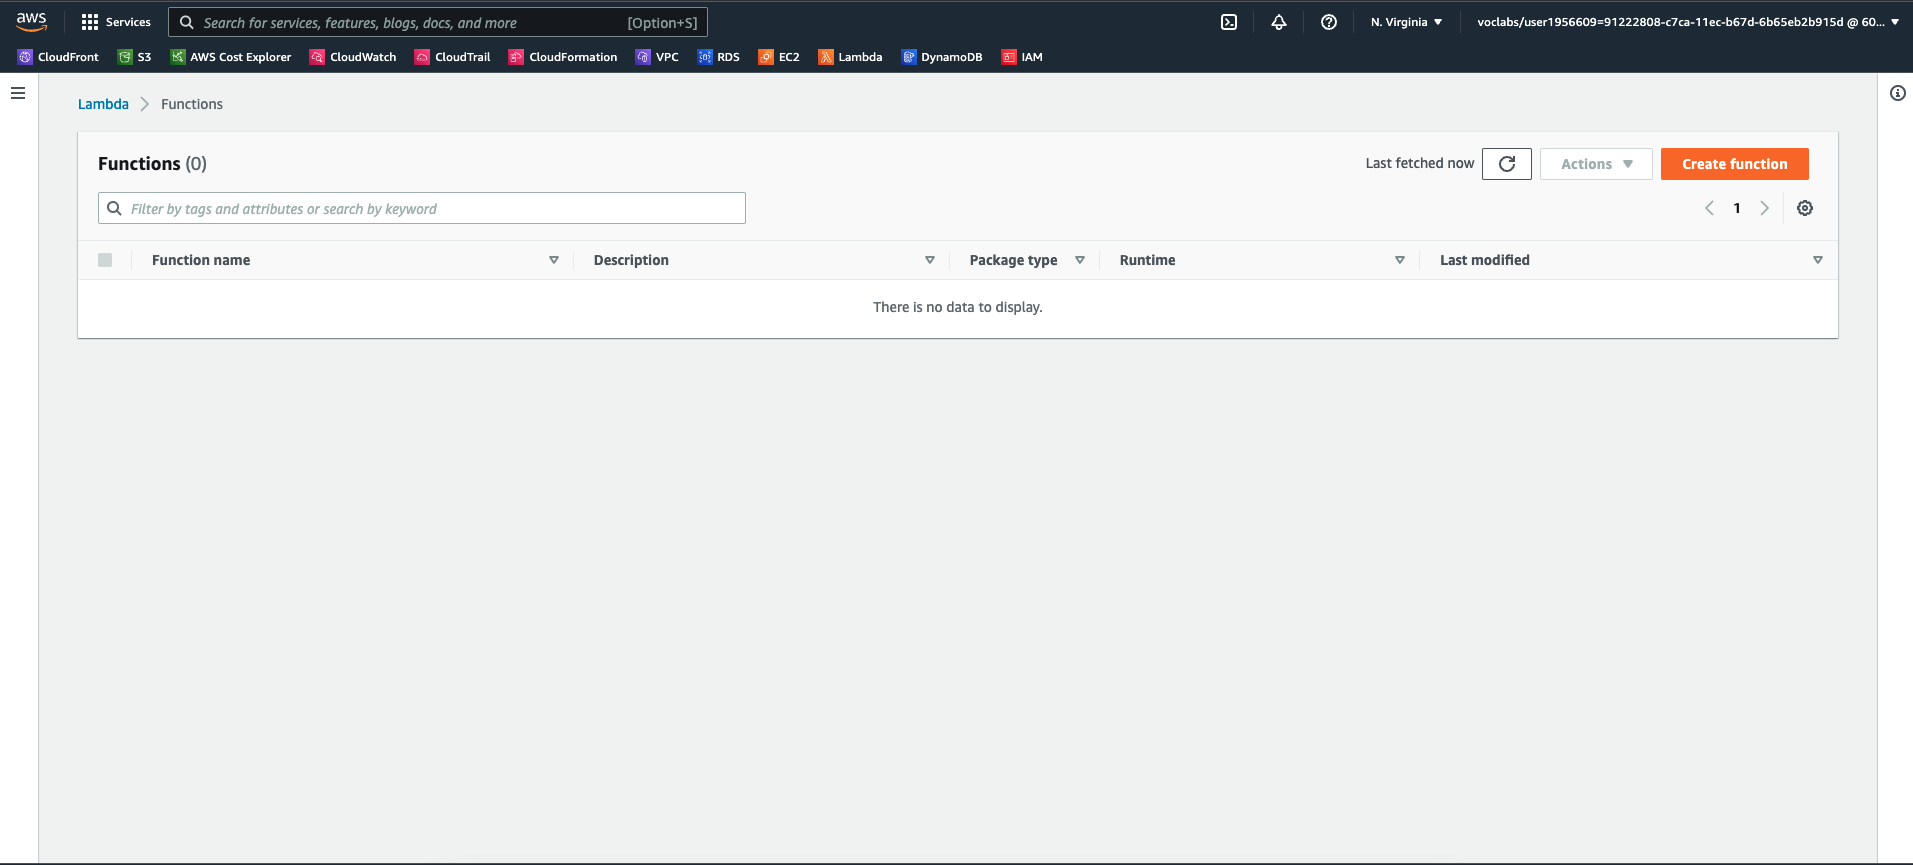 aws Services Search for services, features, blogs, docs, and more [Option+S] N. Virginia voclabs/user1956609=91222808-c7ca-11ec-b67d-6b65eb2b915d @ 60...
CloudFront S3 AWS Cost Explorer CloudWatch CloudTrail CloudFormation VPC RDS EC2 Lambda DynamoDB IAM
Lambda Functions
Functions (0) Last fetched now Actions Create function
Filter by tags and attributes or search by keyword 1
Function name Description Package type Runtime Last modified
There is no data to display.